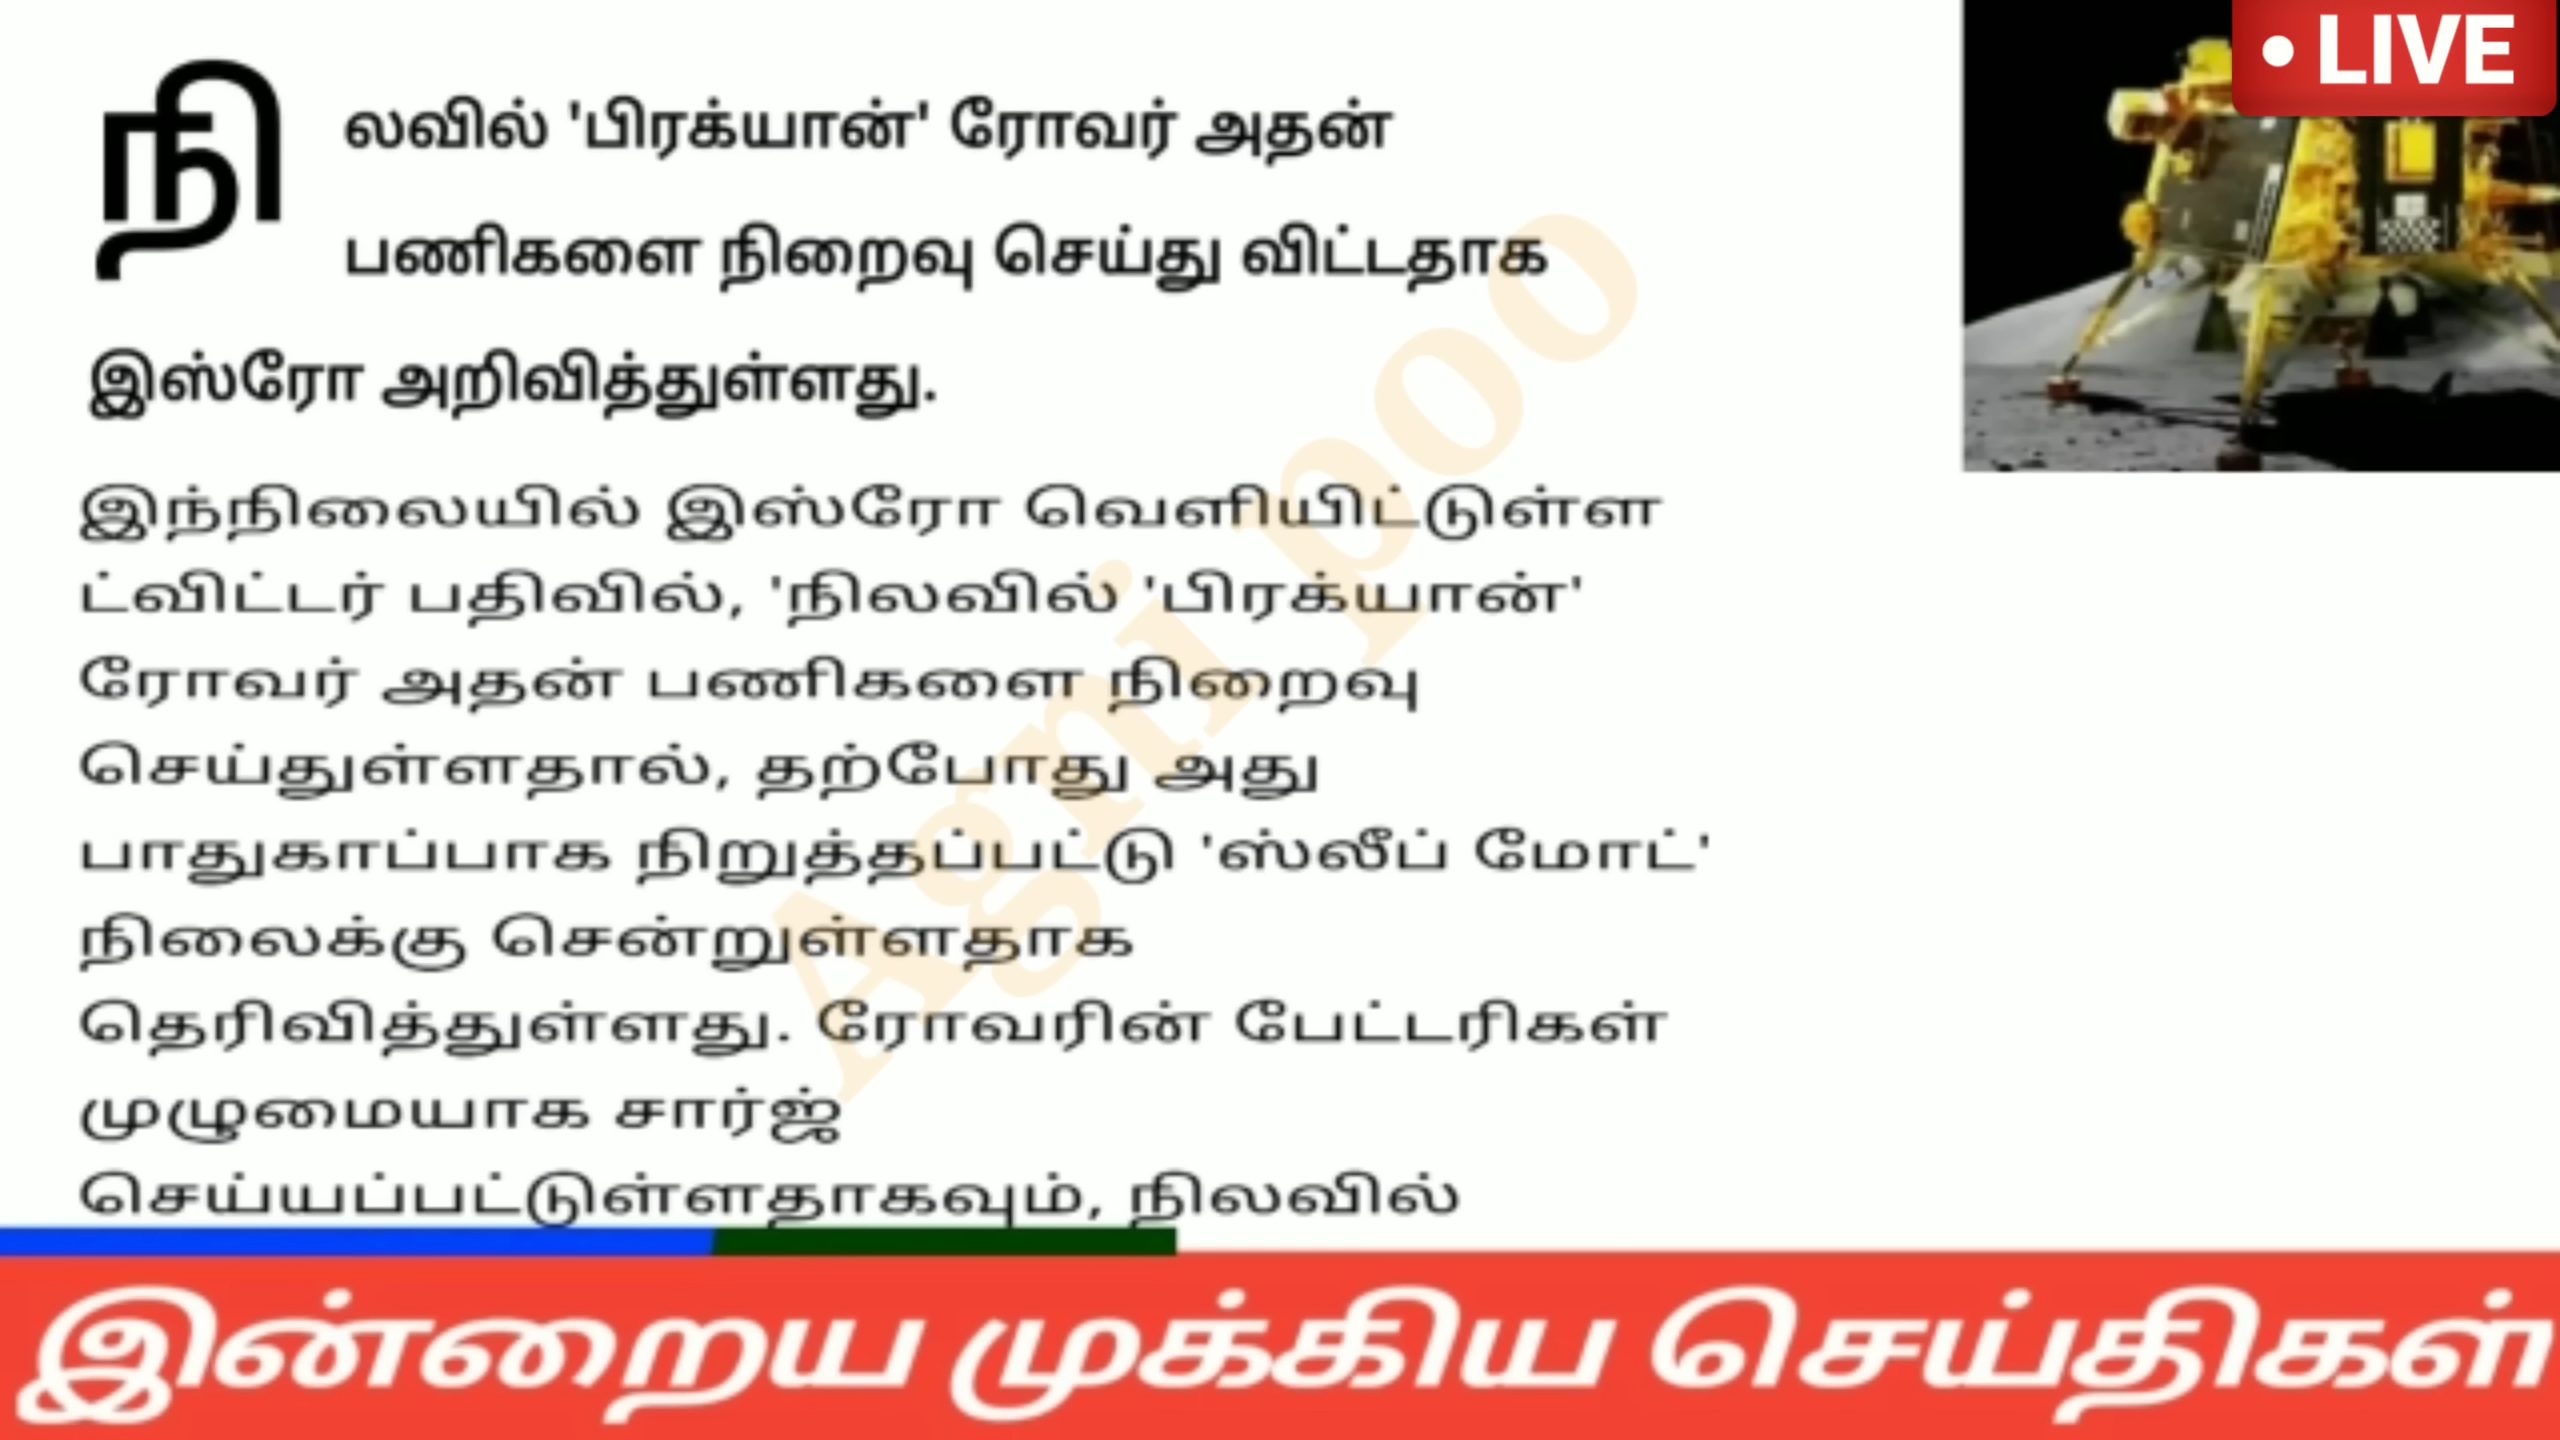 • LIVE
நிலவில் 'பிரக்யான்' ரோவர் அதன்
பணிகளை நிறைவு செய்து விட்டதாக
இஸ்ரோ அறிவித்துள்ளது.
இந்நிலையில் இஸ்ரோ வெளியிட்டுள்ள
ட்விட்டர் பதிவில், 'நிலவில் 'பிரக்யான்'
ரோவர் அதன் பணிகளை நிறைவு
செய்துள்ளதால், தற்போது அது
பாதுகாப்பாக நிறுத்தப்பட்டு 'ஸ்லீப் மோட்'
நிலைக்கு சென்றுள்ளதாக
தெரிவித்துள்ளது. ரோவரின் பேட்டரிகள்
முழுமையாக சார்ஜ்
செய்யப்பட்டுள்ளதாகவும், நிலவில்
Agni poo
இன்றைய முக்கிய செய்திகள்